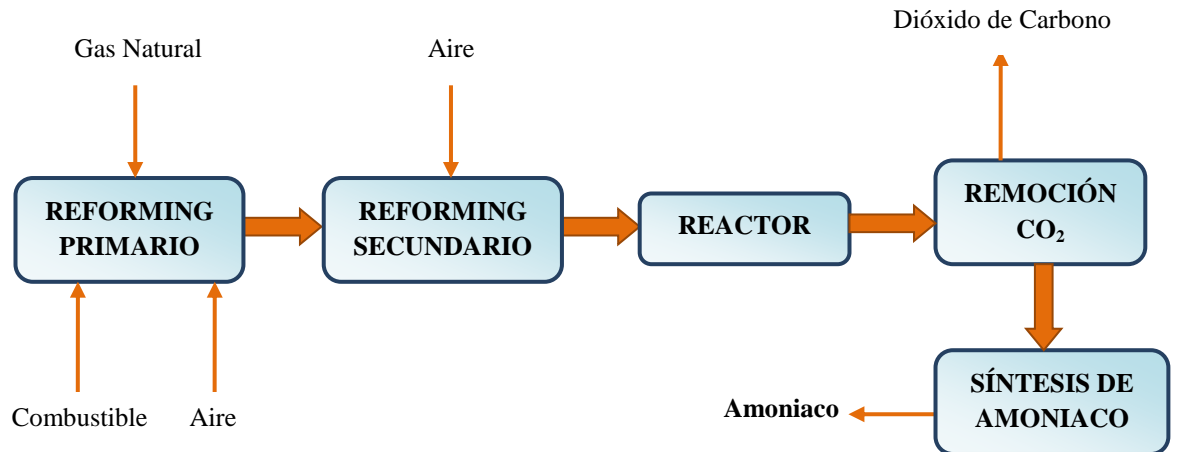 Dióxido de Carbono
Gas Natural
Aire
REFORMING
PRIMARIO
REFORMING
SECUNDARIO
REACTOR
REMOCIÓN
CO₂
SÍNTESIS DE
AMONIACO
Amoniaco
Combustible
Aire